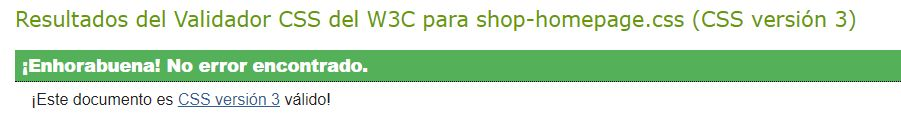 Resultados del Validador CSS del W3C para shop-homepage.css (CSS versión 3)
¡Enhorabuena! No error encontrado.
¡Este documento es CSS versión 3 válido!